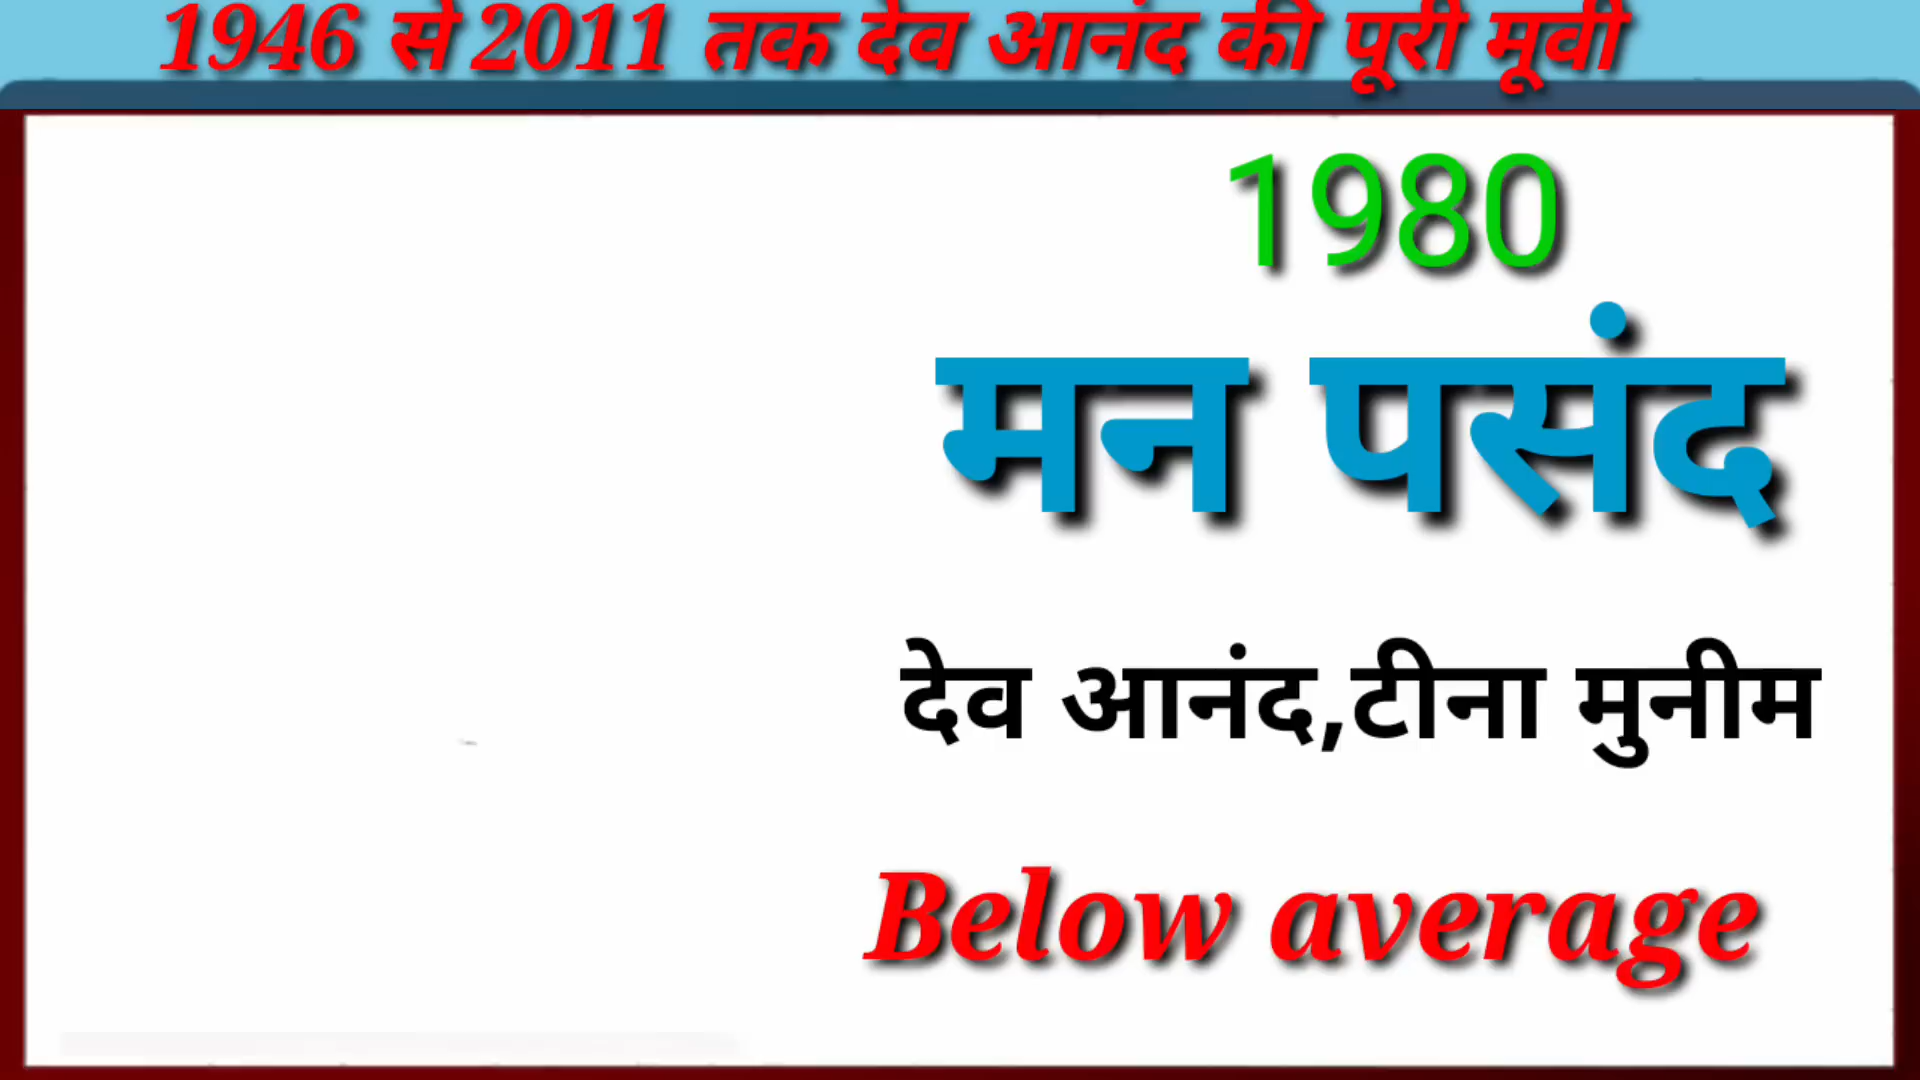 1946 से 2011 तक देव आनंद की पूरी मूवी
1980
मन पसंद
देव आनंद,टीना मुनीम
Below average